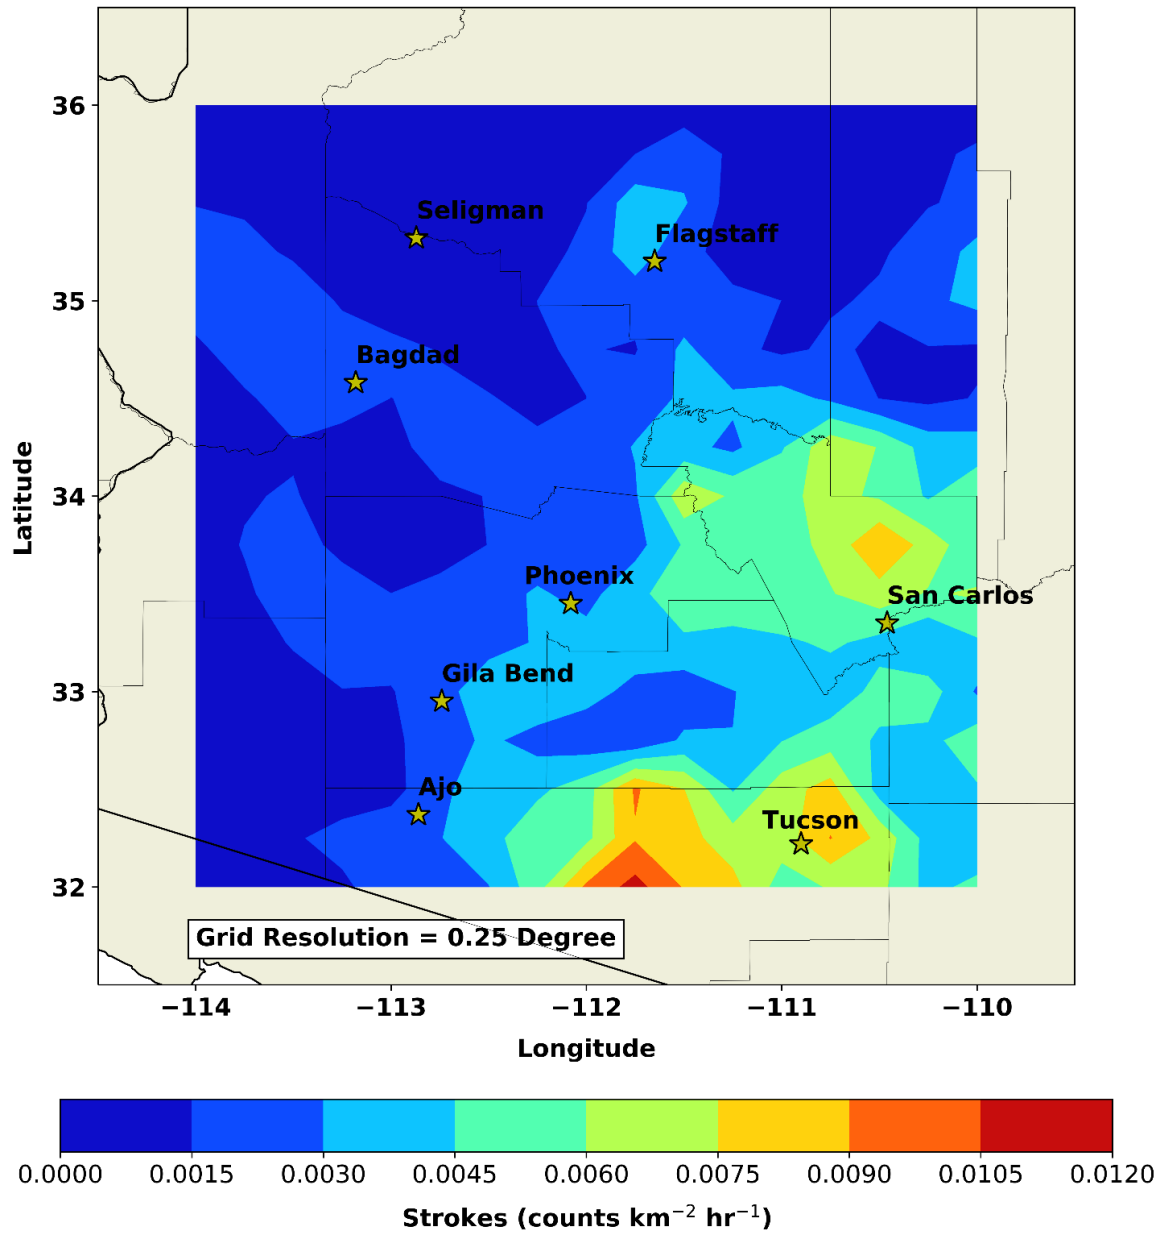 36
Seligman
Flagstaff
35
Bagdad
Latitude
34
Phoenix
San Carlos
33
Gila Bend
Ajo
Tucson
32
Grid Resolution = 0.25 Degree
−114 −113 −112 −111 −110
Longitude
0.0000 0.0015 0.0030 0.0045 0.0060 0.0075 0.0090 0.0105 0.0120
Strokes (counts km⁻² hr⁻¹)